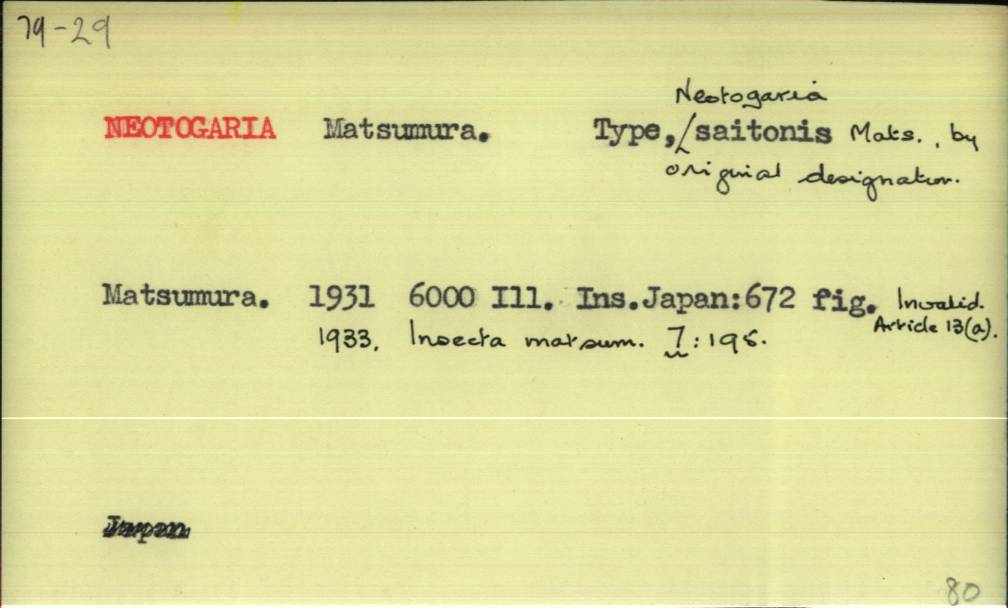 79-29
Neotogaria
NEOTOGARIA Matsumura. Type, saitonis Mats., by
original designation.
Matsumura. 1931 6000 Ill. Ins.Japan:672 fig. Invalid.
Article 13(a).
1933, Insecta matsum. 7:195.
Japan
80